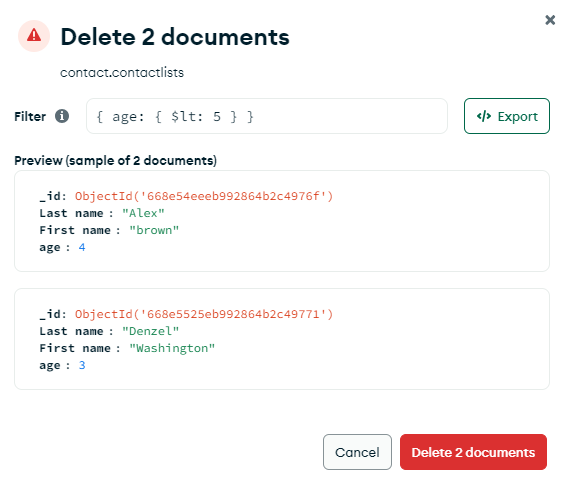 Delete 2 documents
contact.contactlists
Filter { age: { $lt: 5 } } </> Export
Preview (sample of 2 documents)
_id: ObjectId('668e54eeeb992864b2c4976f')
Last name : "Alex"
First name : "brown"
age : 4
_id: ObjectId('668e5525eb992864b2c49771')
Last name : "Denzel"
First name : "Washington"
age : 3
Cancel Delete 2 documents